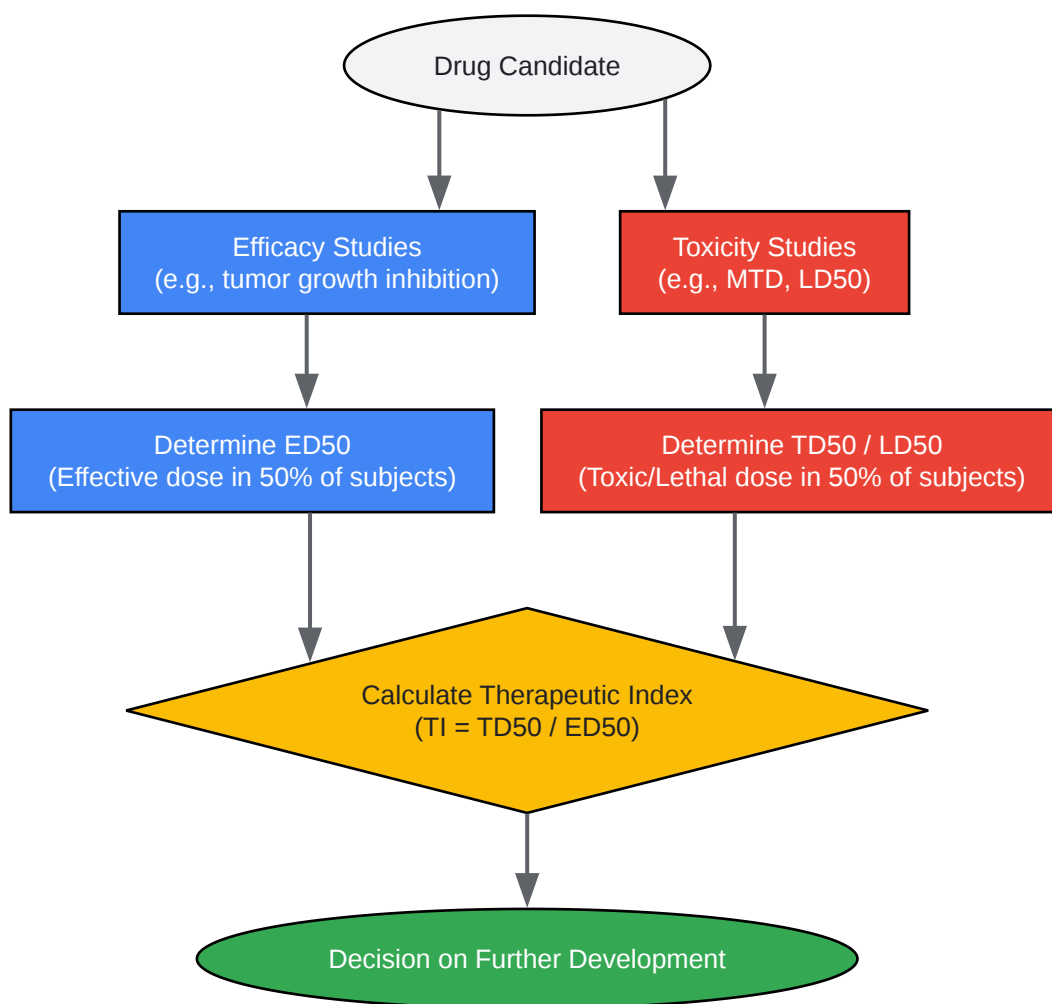 Drug Candidate
Efficacy Studies
(e.g., tumor growth inhibition)
Toxicity Studies
(e.g., MTD, LD50)
Determine ED50
(Effective dose in 50% of subjects)
Determine TD50 / LD50
(Toxic/Lethal dose in 50% of subjects)
Calculate Therapeutic Index
(TI = TD50 / ED50)
Decision on Further Development